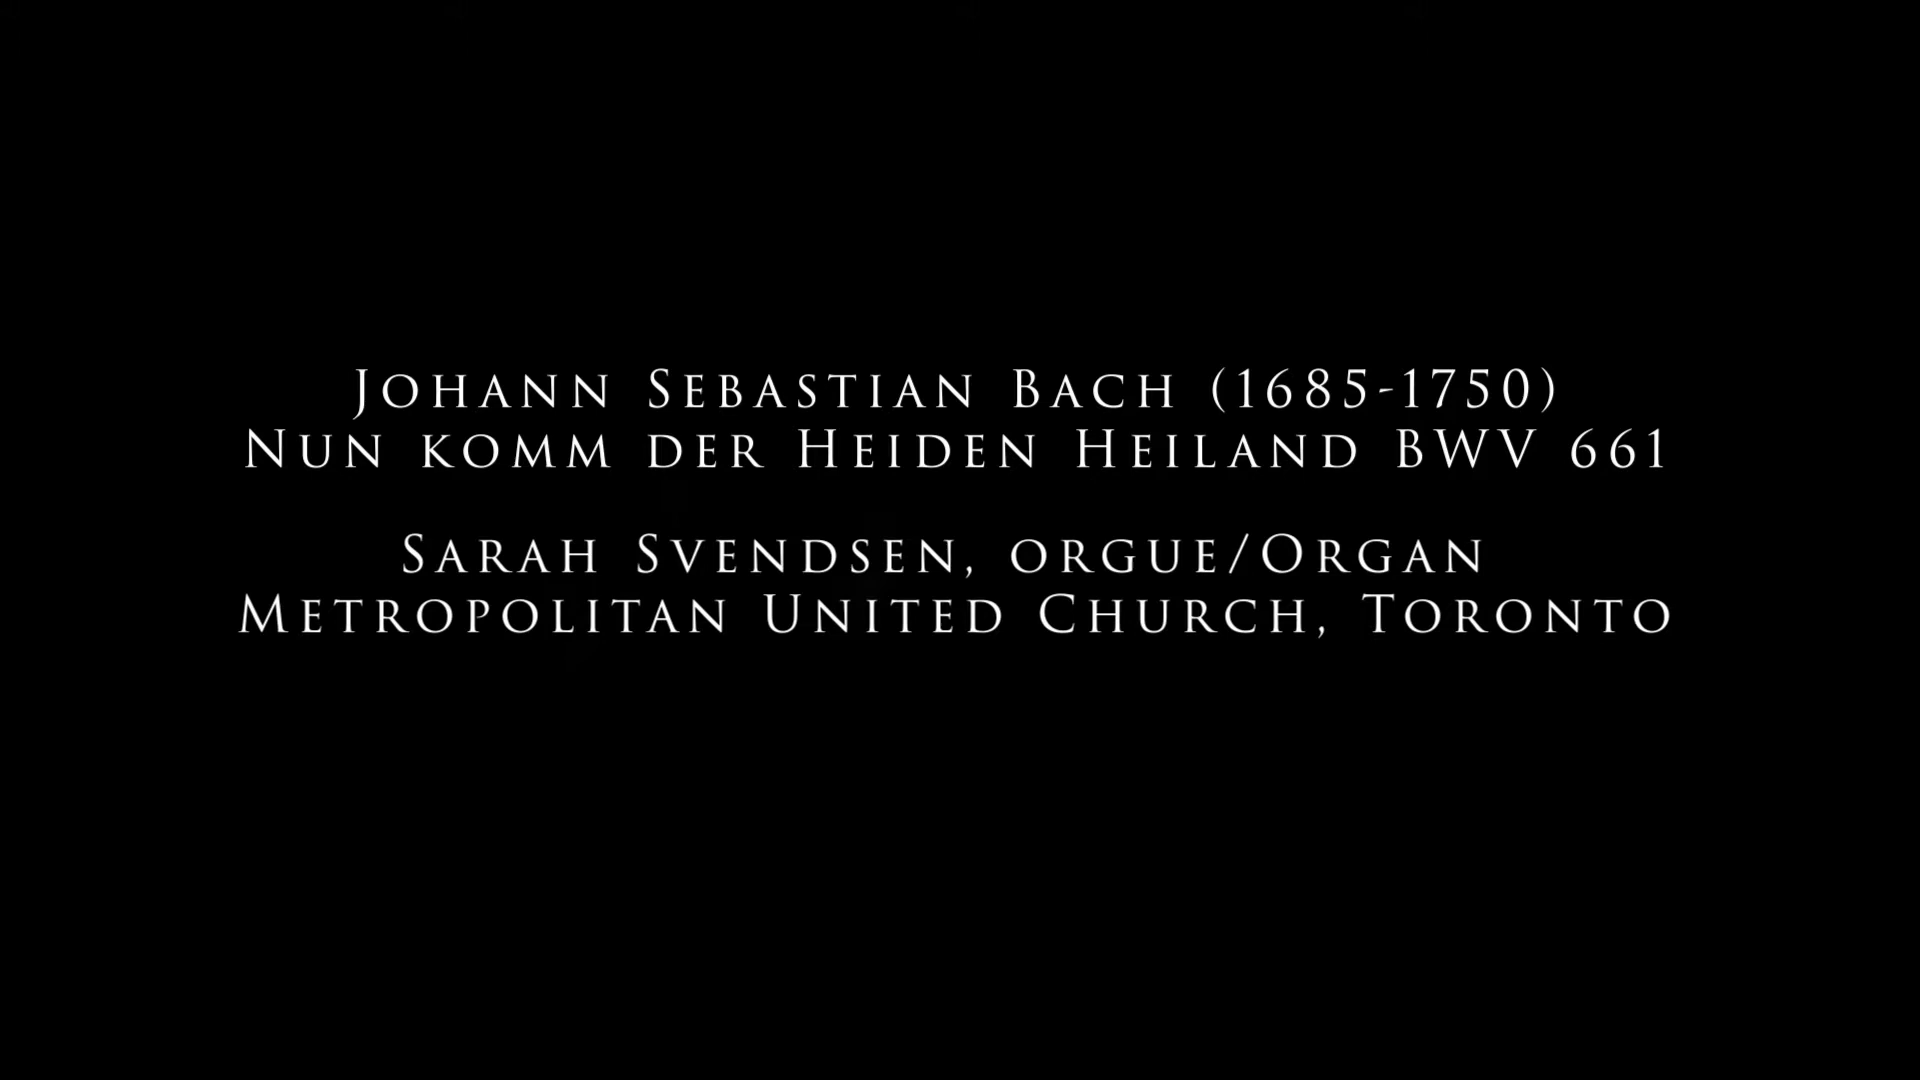 Johann Sebastian Bach (1685-1750)
Nun komm der Heiden Heiland BWV 661
Sarah Svendsen, orgue/Organ
Metropolitan United Church, Toronto